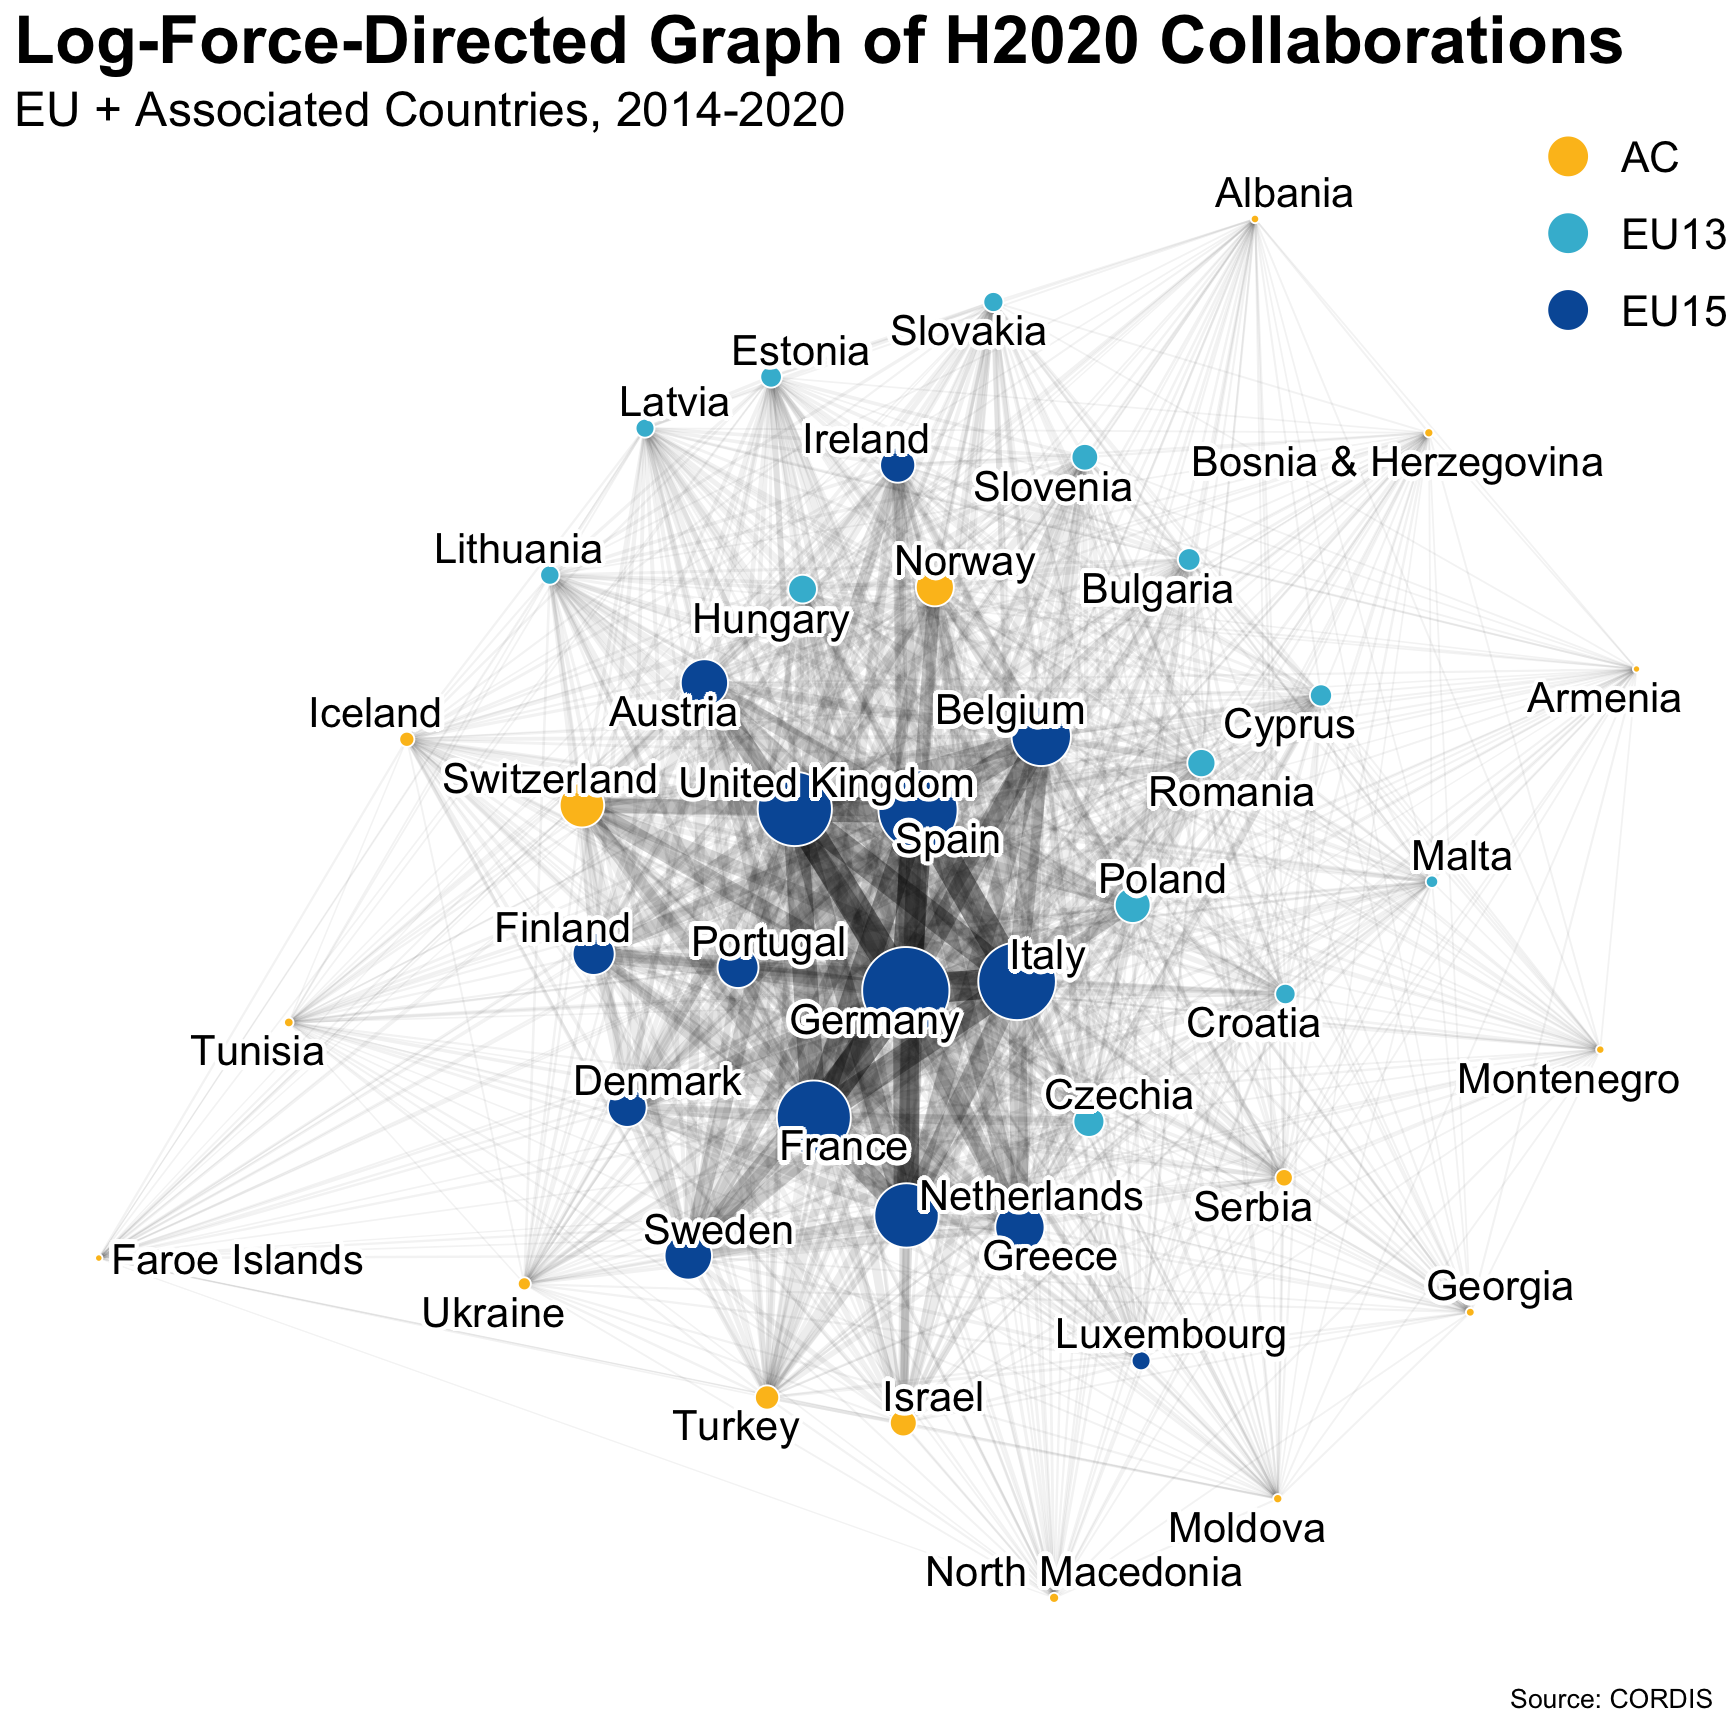 Log-Force-Directed Graph of H2020 Collaborations
EU + Associated Countries, 2014-2020
AC
EU13
EU15
Albania
Slovakia
Estonia
Latvia
Ireland
Bosnia & Herzegovina
Slovenia
Lithuania
Norway
Bulgaria
Hungary
Armenia
Iceland
Austria
Belgium
Cyprus
Switzerland
United Kingdom
Romania
Spain
Malta
Poland
Finland
Portugal
Italy
Germany
Croatia
Tunisia
Denmark
Montenegro
Czechia
France
Netherlands
Serbia
Sweden
Greece
Faroe Islands
Georgia
Ukraine
Luxembourg
Israel
Turkey
Moldova
North Macedonia
Source: CORDIS